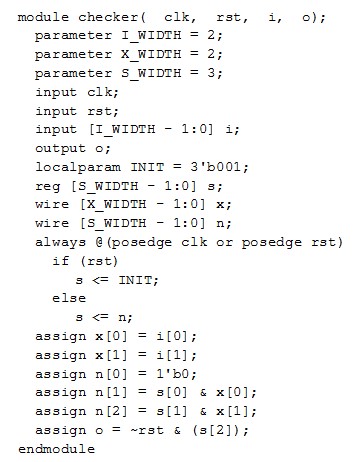 module checker( clk, rst, i, o);
parameter I_WIDTH = 2;
parameter X_WIDTH = 2;
parameter S_WIDTH = 3;
input clk;
input rst;
input [I_WIDTH - 1:0] i;
output o;
localparam INIT = 3'b001;
reg [S_WIDTH - 1:0] s;
wire [X_WIDTH - 1:0] x;
wire [S_WIDTH - 1:0] n;
always @(posedge clk or posedge rst)
if (rst)
s <= INIT;
else
s <= n;
assign x[0] = i[0];
assign x[1] = i[1];
assign n[0] = 1'b0;
assign n[1] = s[0] & x[0];
assign n[2] = s[1] & x[1];
assign o = ~rst & (s[2]);
endmodule